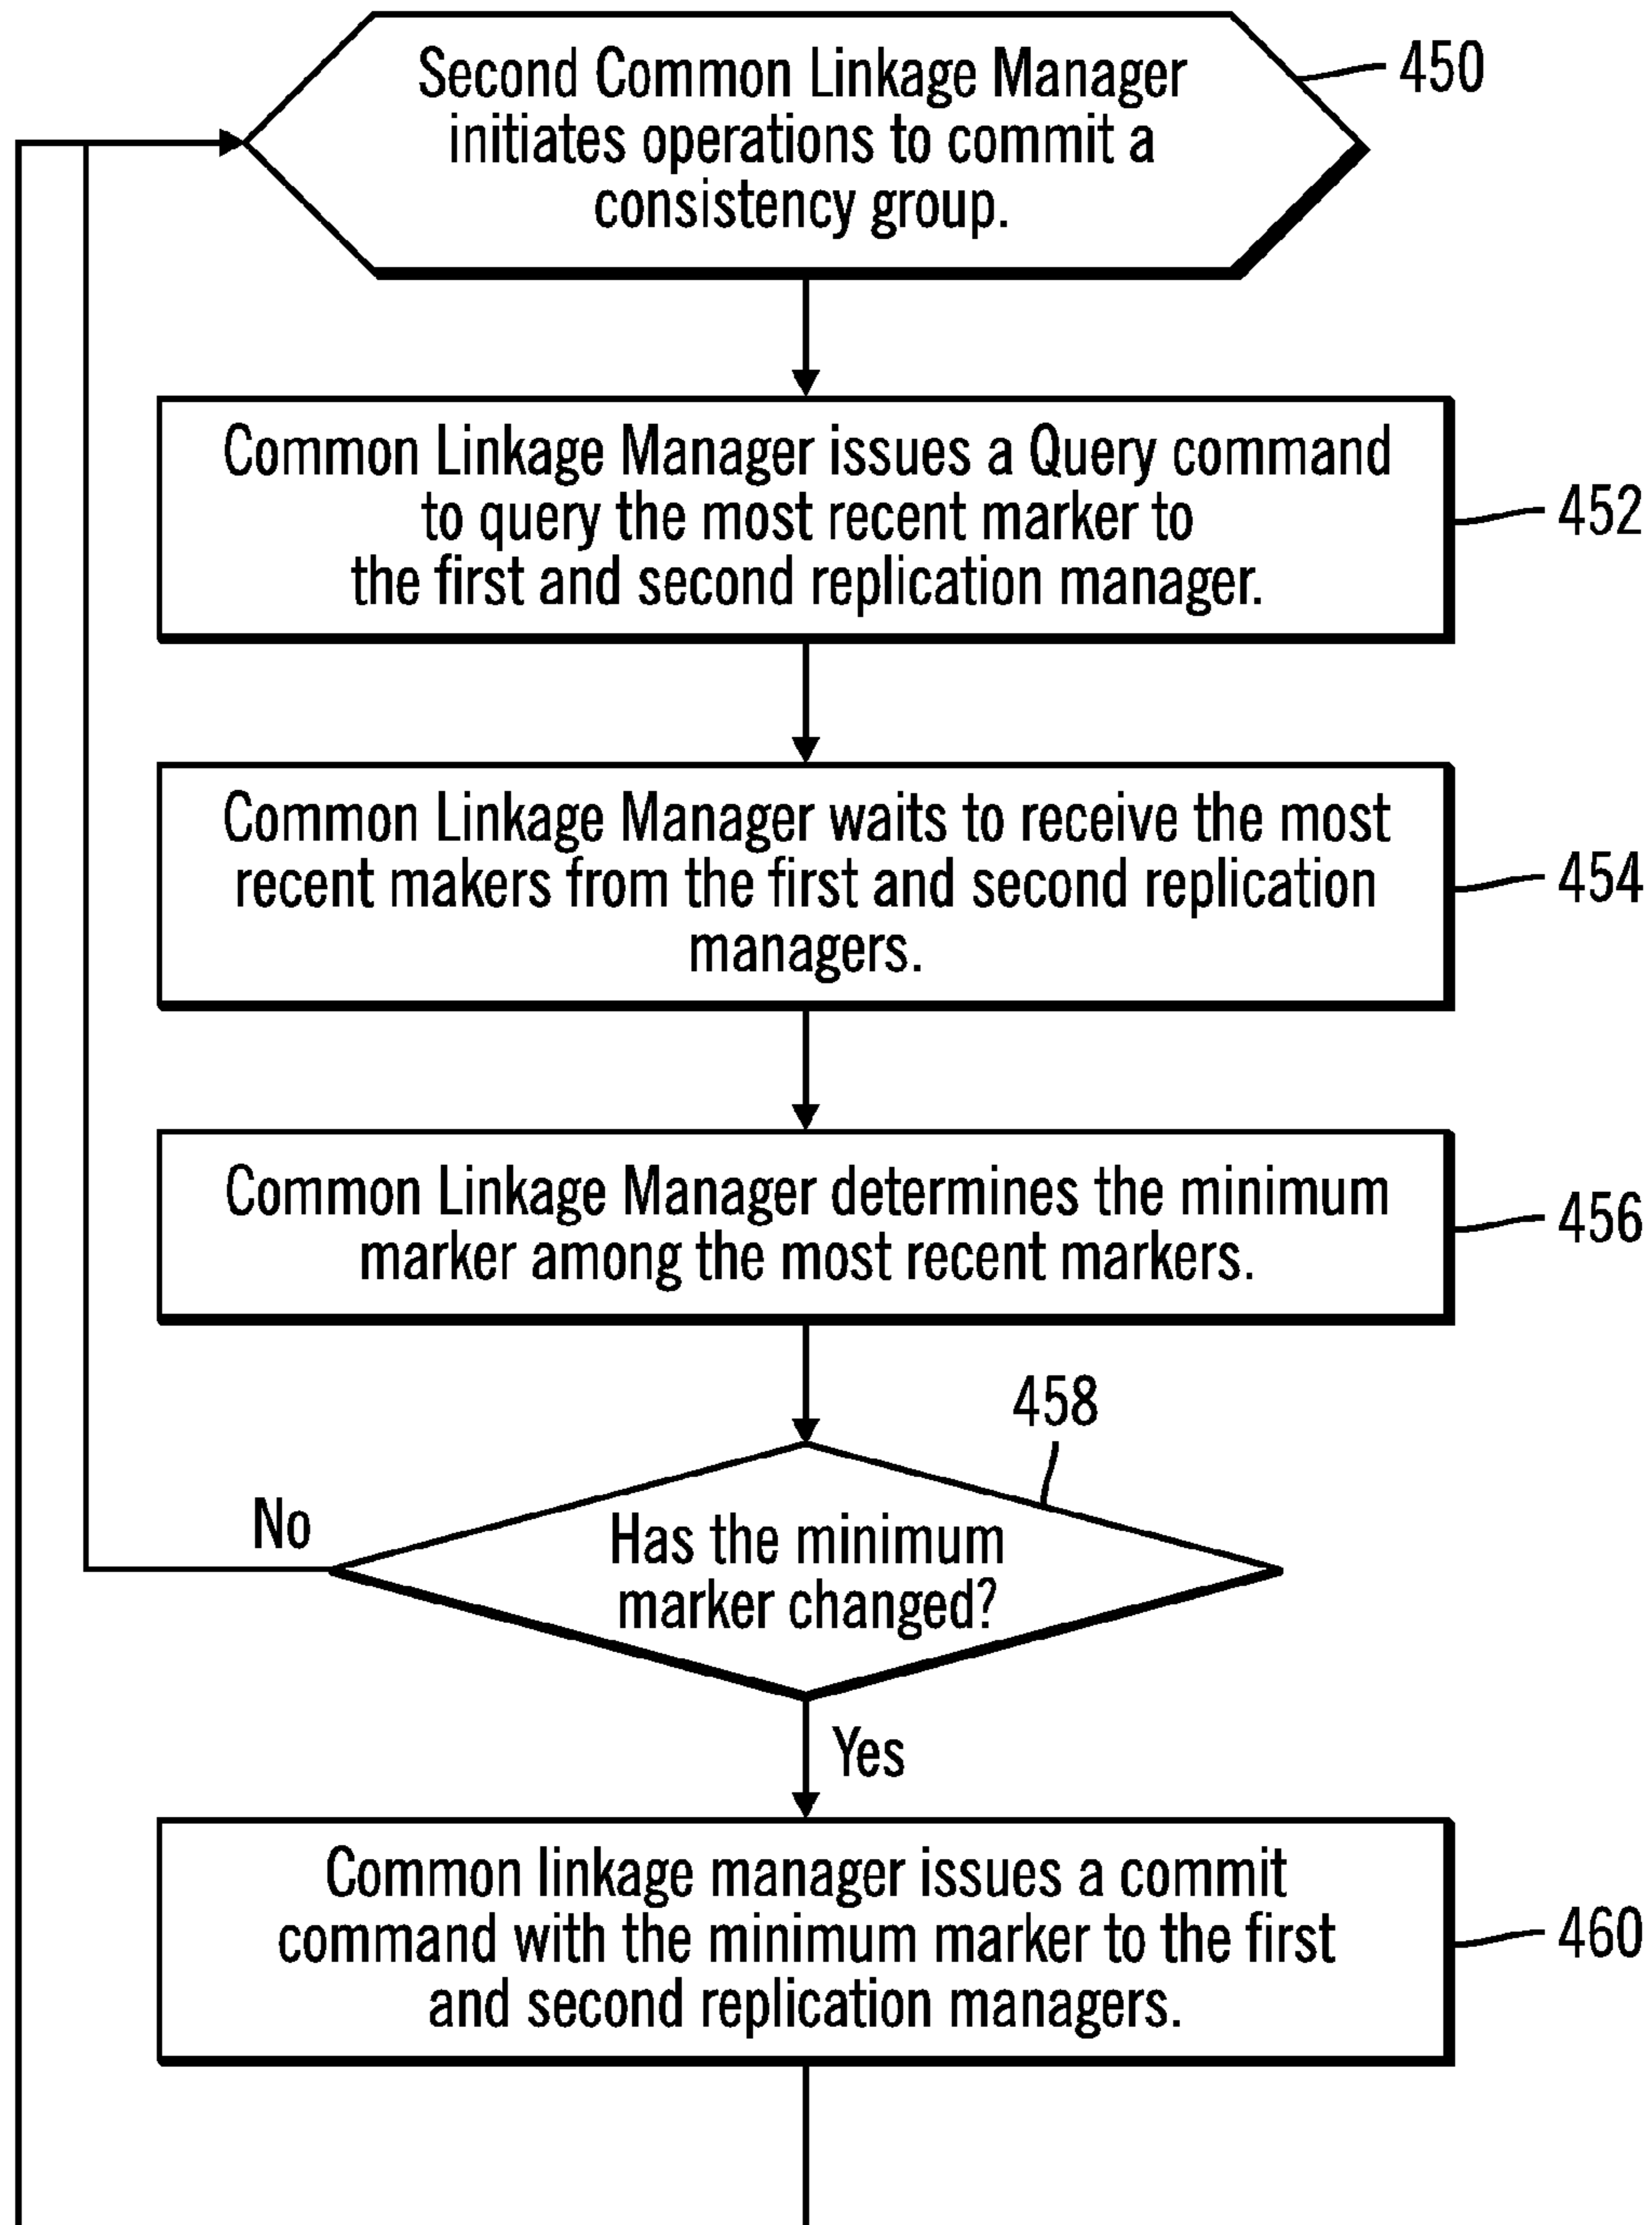 Second Common Linkage Manager
initiates operations to commit a
consistency group.
450
Common Linkage Manager issues a Query command
to query the most recent marker to
the first and second replication manager.
452
Common Linkage Manager waits to receive the most
recent makers from the first and second replication
managers.
454
Common Linkage Manager determines the minimum
marker among the most recent markers.
456
458
No
Has the minimum
marker changed?
Yes
Common linkage manager issues a commit
command with the minimum marker to the first
and second replication managers.
460